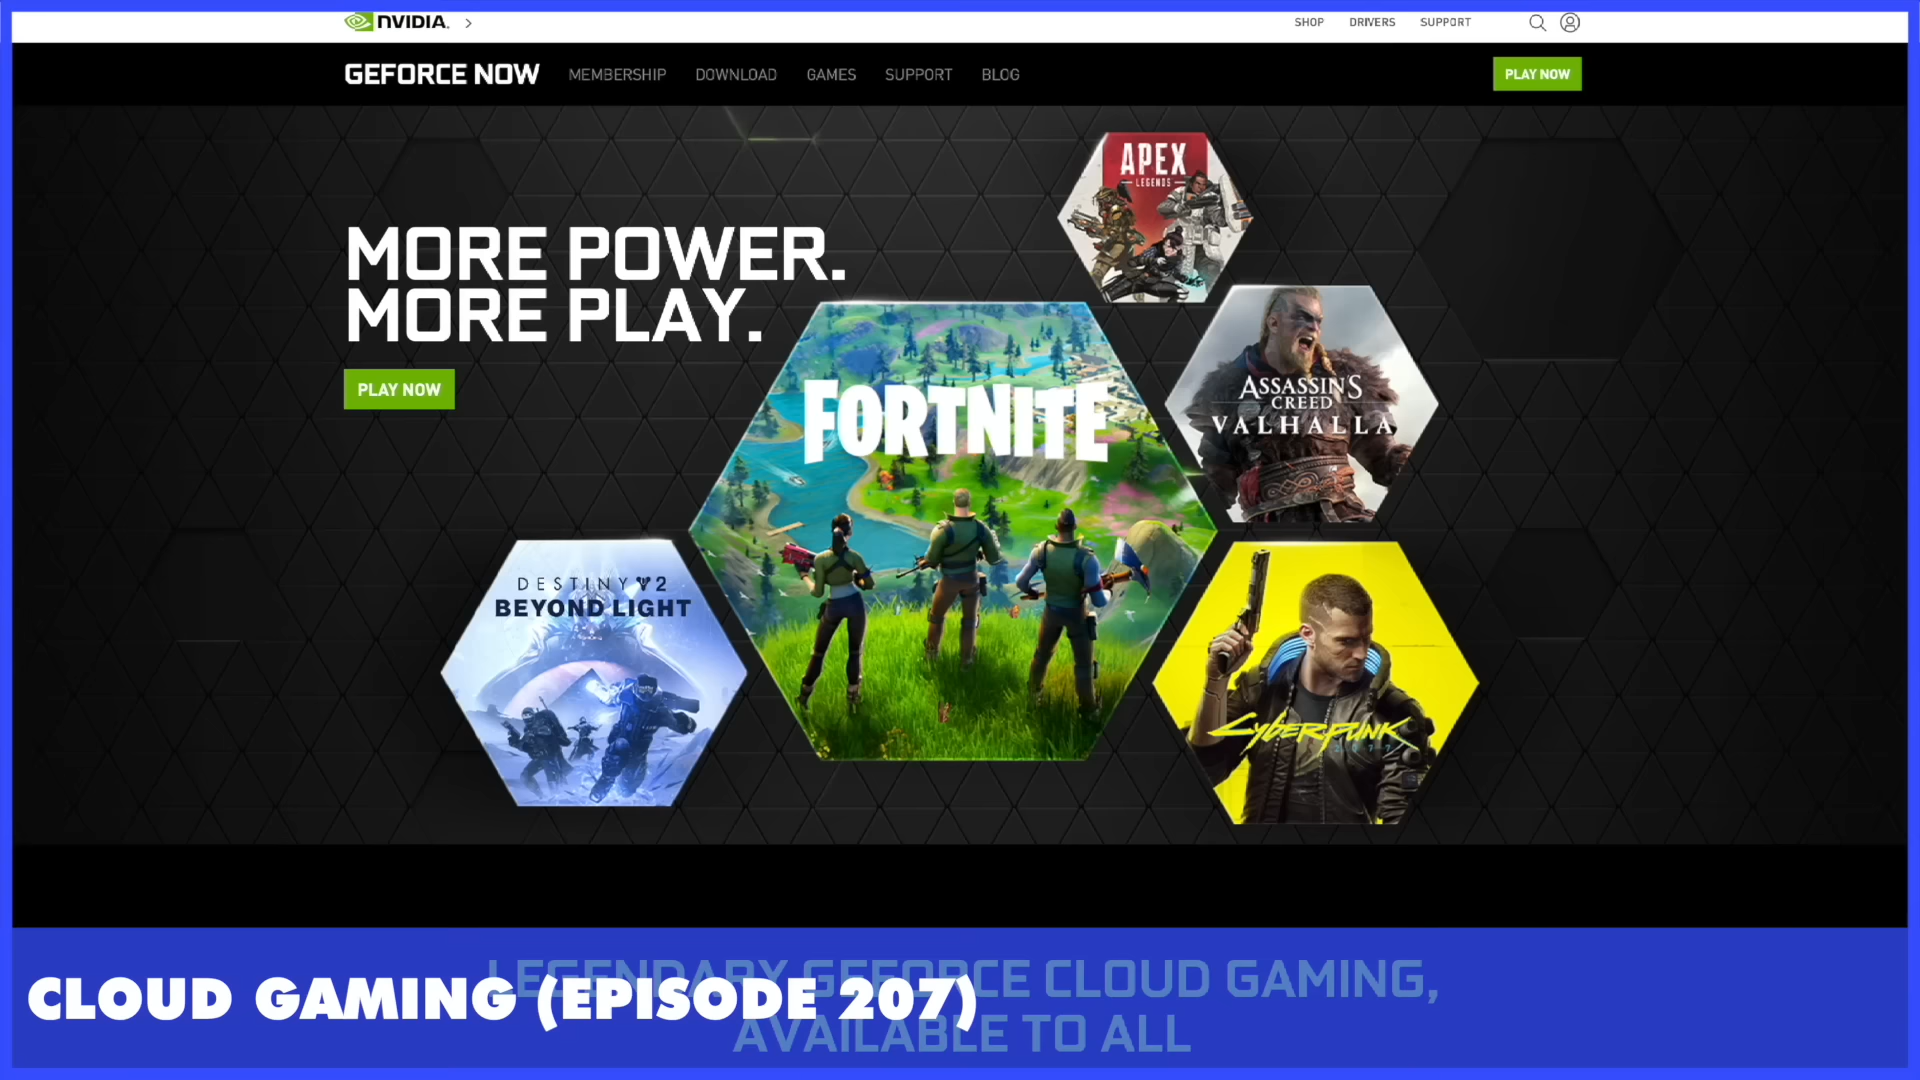 NVIDIA.
SHOP DRIVERS SUPPORT
GEFORCE NOW MEMBERSHIP DOWNLOAD GAMES SUPPORT BLOG PLAY NOW
MORE POWER.
MORE PLAY.
PLAY NOW
APEX
LEGENDS
ASSASSIN'S
CREED
VALHALLA
FORTNITE
DESTINY 2
BEYOND LIGHT
CYBERPUNK
2077
LEGENDARY GEFORCE CLOUD GAMING,
AVAILABLE TO ALL
CLOUD GAMING (EPISODE 207)